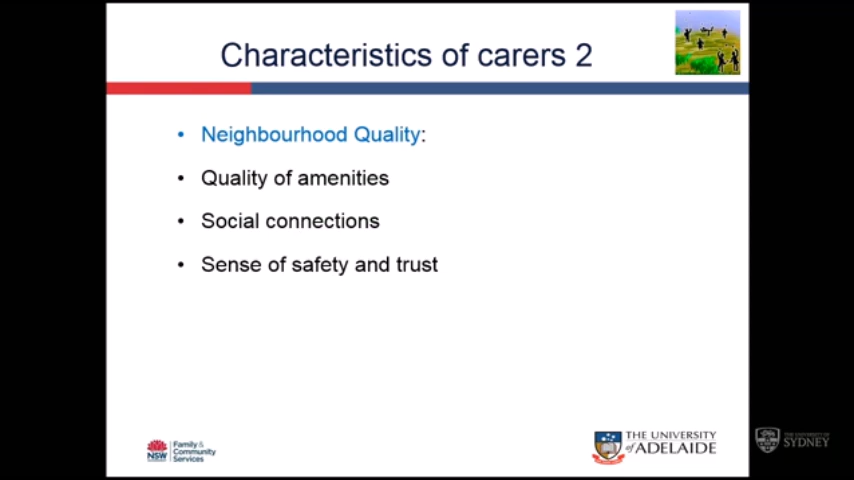 Characteristics of carers 2
• Neighbourhood Quality:
• Quality of amenities
• Social connections
• Sense of safety and trust
NSW
Family &
Community
Services
THE UNIVERSITY
of ADELAIDE
THE UNIVERSITY OF
SYDNEY